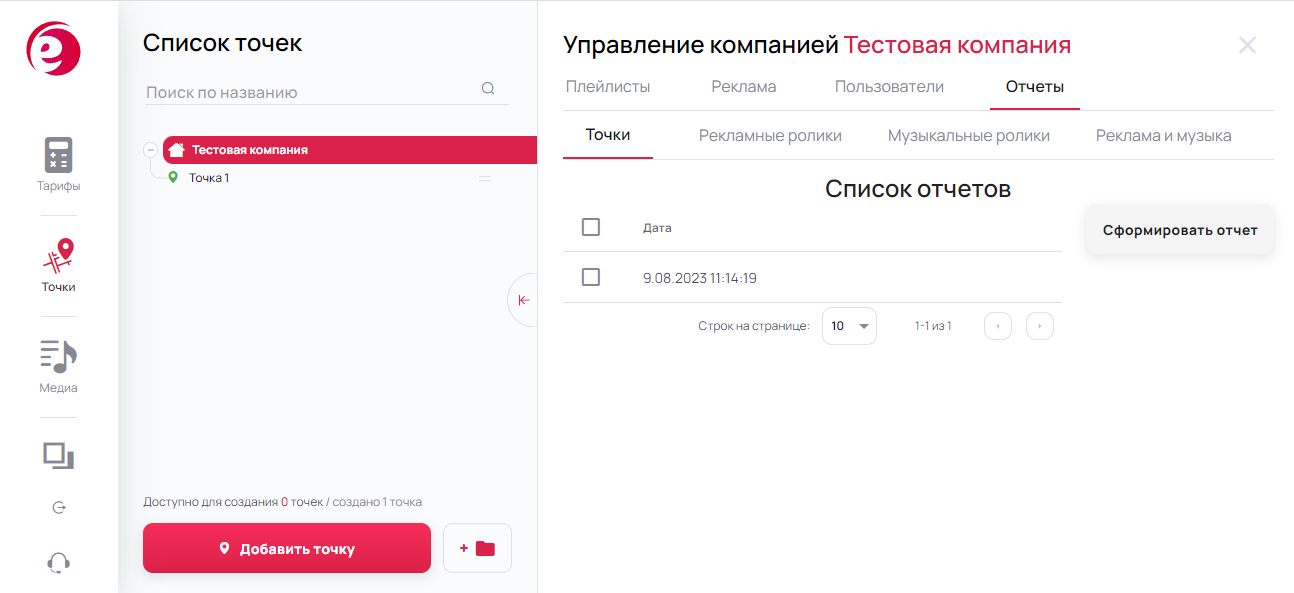 Тарифы
Точки
Медиа
Список точек
Поиск по названию
Тестовая компания
Точка 1
Доступно для создания 0 точек / создано 1 точка
Добавить точку
+
Управление компанией Тестовая компания
Плейлисты Реклама Пользователи Отчеты
Точки Рекламные ролики Музыкальные ролики Реклама и музыка
Список отчетов
Дата
Сформировать отчет
9.08.2023 11:14:19
Строк на странице: 10 1-1 из 1